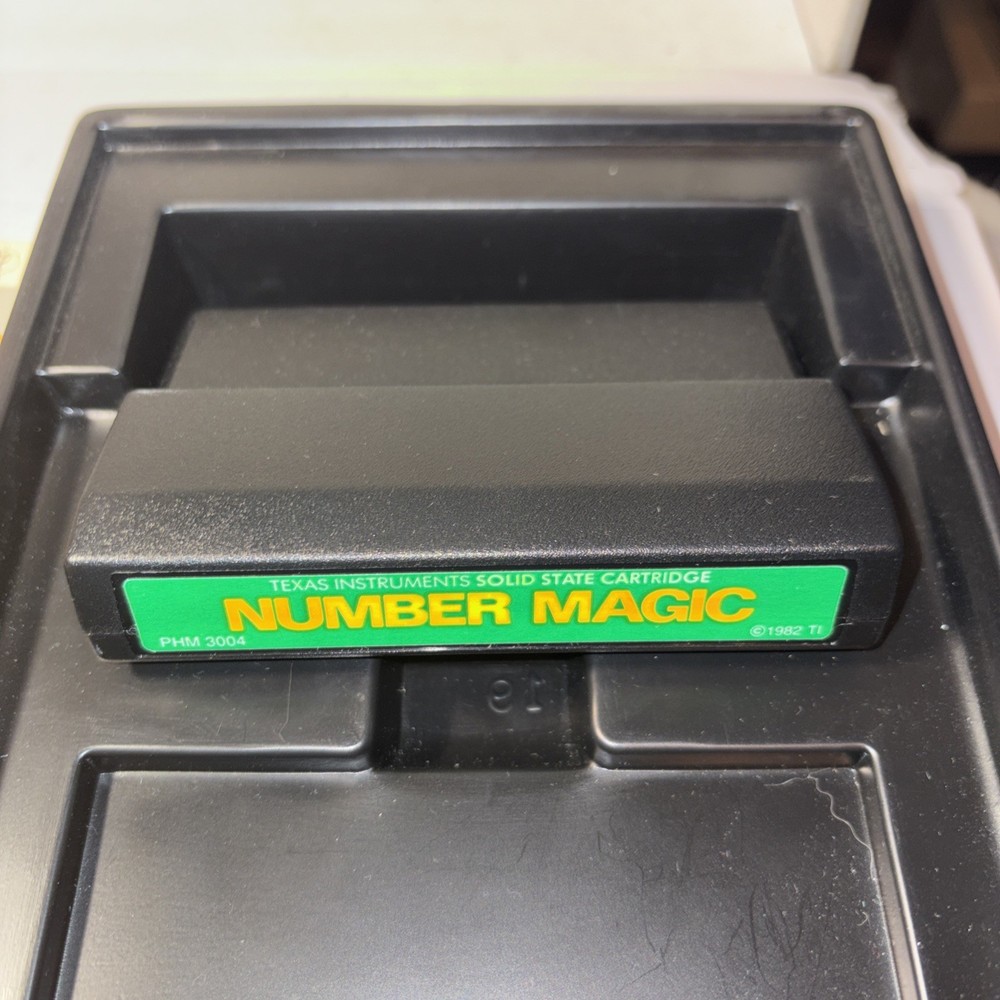 TEXAS INSTRUMENTS SOLID STATE CARTRIDGE
NUMBER MAGIC
PHM 3004
©1982 TI